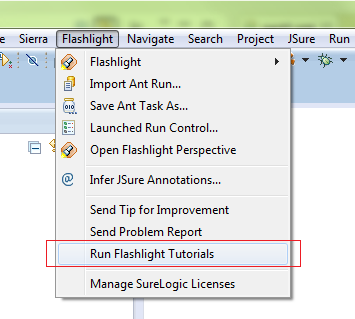 Sierra Flashlight Navigate Search Project JSure Run
Flashlight
Import Ant Run...
Save Ant Task As...
Launched Run Control...
Open Flashlight Perspective
@ Infer JSure Annotations...
Send Tip for Improvement
Send Problem Report
Run Flashlight Tutorials
Manage SureLogic Licenses